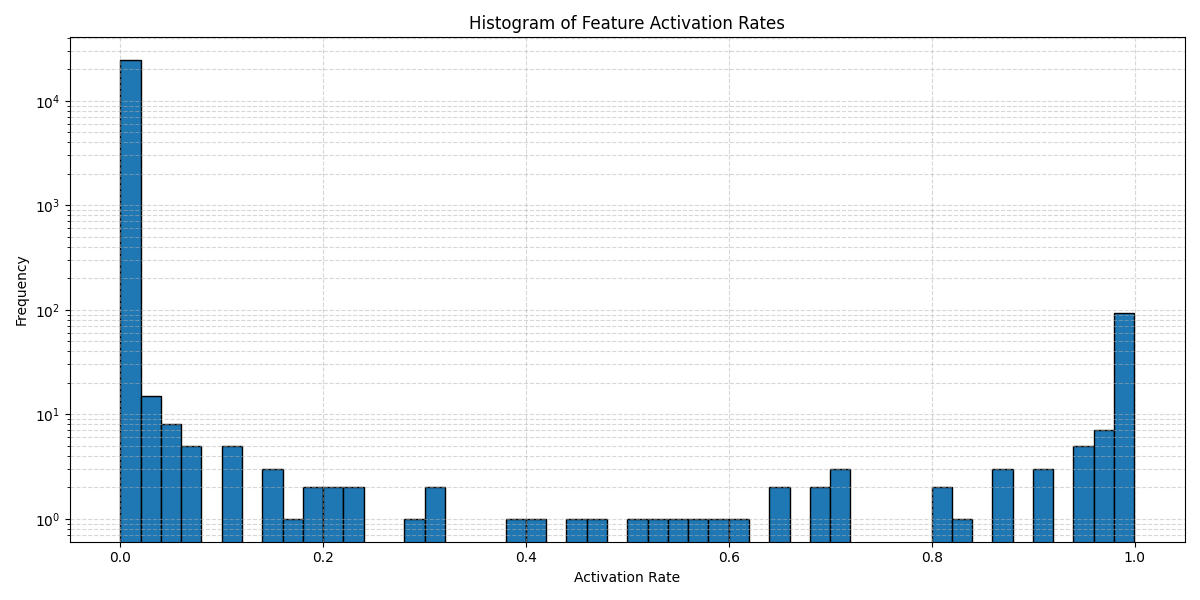 Histogram of Feature Activation Rates
Frequency
10⁴
10³
10²
10¹
10⁰
0.0 0.2 0.4 0.6 0.8 1.0
Activation Rate